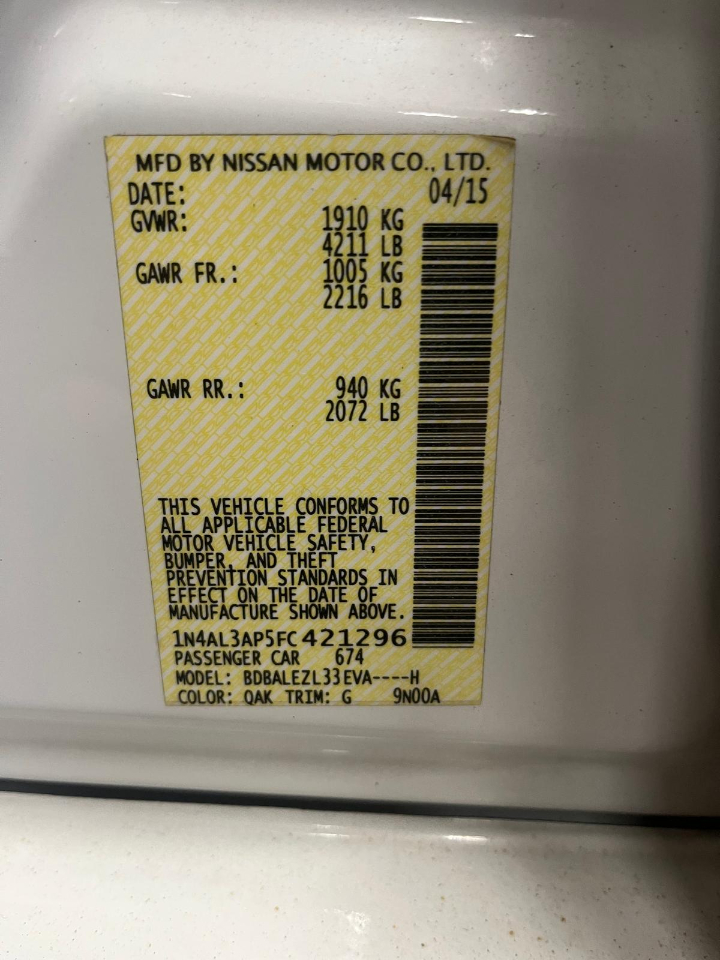 MFD BY NISSAN MOTOR CO., LTD.
DATE: 04/15
GVWR: 1910 KG
4211 LB
GAWR FR.: 1005 KG
2216 LB
GAWR RR.: 940 KG
2072 LB
THIS VEHICLE CONFORMS TO
ALL APPLICABLE FEDERAL
MOTOR VEHICLE SAFETY,
BUMPER, AND THEFT
PREVENTION STANDARDS IN
EFFECT ON THE DATE OF
MANUFACTURE SHOWN ABOVE.
1N4AL3AP5FC421296
PASSENGER CAR 674
MODEL: BDBALEZL33EVA----H
COLOR: QAK TRIM: G 9N00A